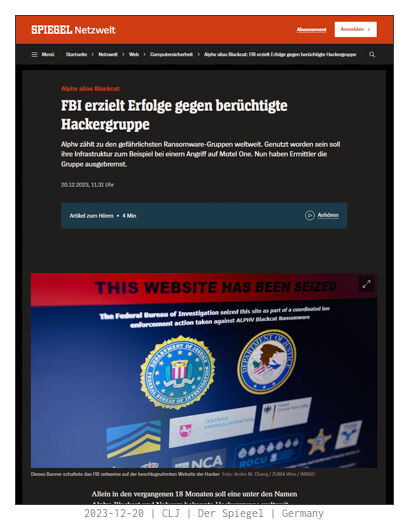 SPIEGEL Netzwelt
Abonnement
Anmelden
Menü Startseite Netzwelt Web Computersicherheit Alphv alias Blackcat: FBI erzielt Erfolge gegen berüchtigte Hackergruppe
Alphv alias Blackcat
FBI erzielt Erfolge gegen berüchtigte
Hackergruppe
Alphv zählt zu den gefährlichsten Ransomware-Gruppen weltweit. Genutzt worden sein soll
ihre Infrastruktur zum Beispiel bei einem Angriff auf Motel One. Nun haben Ermittler die
Gruppe ausgebremst.
20.12.2023, 11.31 Uhr
Artikel zum Hören • 4 Min
Anhören
THIS WEBSITE HAS BEEN SEIZED
The Federal Bureau of Investigation seized this site as part of a coordinated law
enforcement action taken against ALPHV Blackcat Ransomware
ZENTRALE
KRIMINALINSPEKTION
NCA
ROCU
Dieses Banner schaltete das FBI zeitweise auf der beschlagnahmten Website der Hacker Foto: Andre M. Chang / ZUMA Wire / IMAGO
Allein in den vergangenen 18 Monaten soll eine unter den Namen
2023-12-20 | CLJ | Der Spiegel | Germany